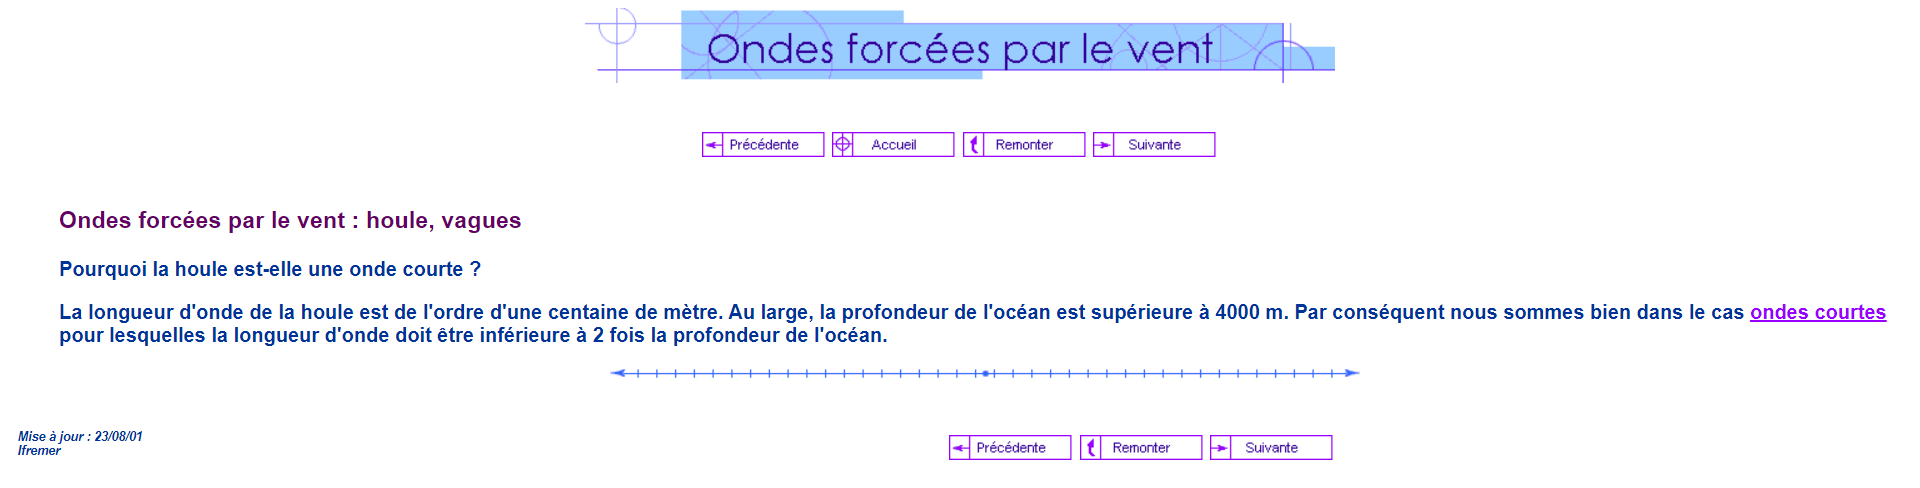 Ondes forcées par le vent
Précédente Accueil Remonter Suivante
Ondes forcées par le vent : houle, vagues
Pourquoi la houle est-elle une onde courte ?
La longueur d'onde de la houle est de l'ordre d'une centaine de mètre. Au large, la profondeur de l'océan est supérieure à 4000 m. Par conséquent nous sommes bien dans le cas ondes courtes
pour lesquelles la longueur d'onde doit être inférieure à 2 fois la profondeur de l'océan.
Mise à jour : 23/08/01
Ifremer
Précédente Remonter Suivante